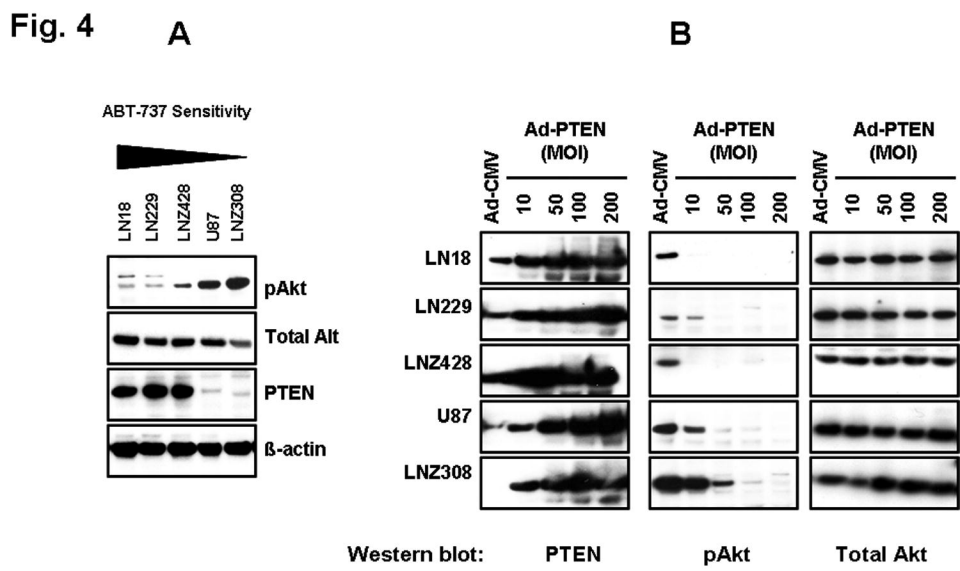 Fig. 4
A
B
ABT-737 Sensitivity
LN18
LN229
LNZ428
U87
LNZ308
pAkt
Total Alt
PTEN
ß-actin
Ad-PTEN
(MOI)
Ad-PTEN
(MOI)
Ad-PTEN
(MOI)
Ad-CMV
10
50
100
200
Ad-CMV
10
50
100
200
Ad-CMV
10
50
100
200
LN18
LN229
LNZ428
U87
LNZ308
Western blot: PTEN pAkt Total Akt